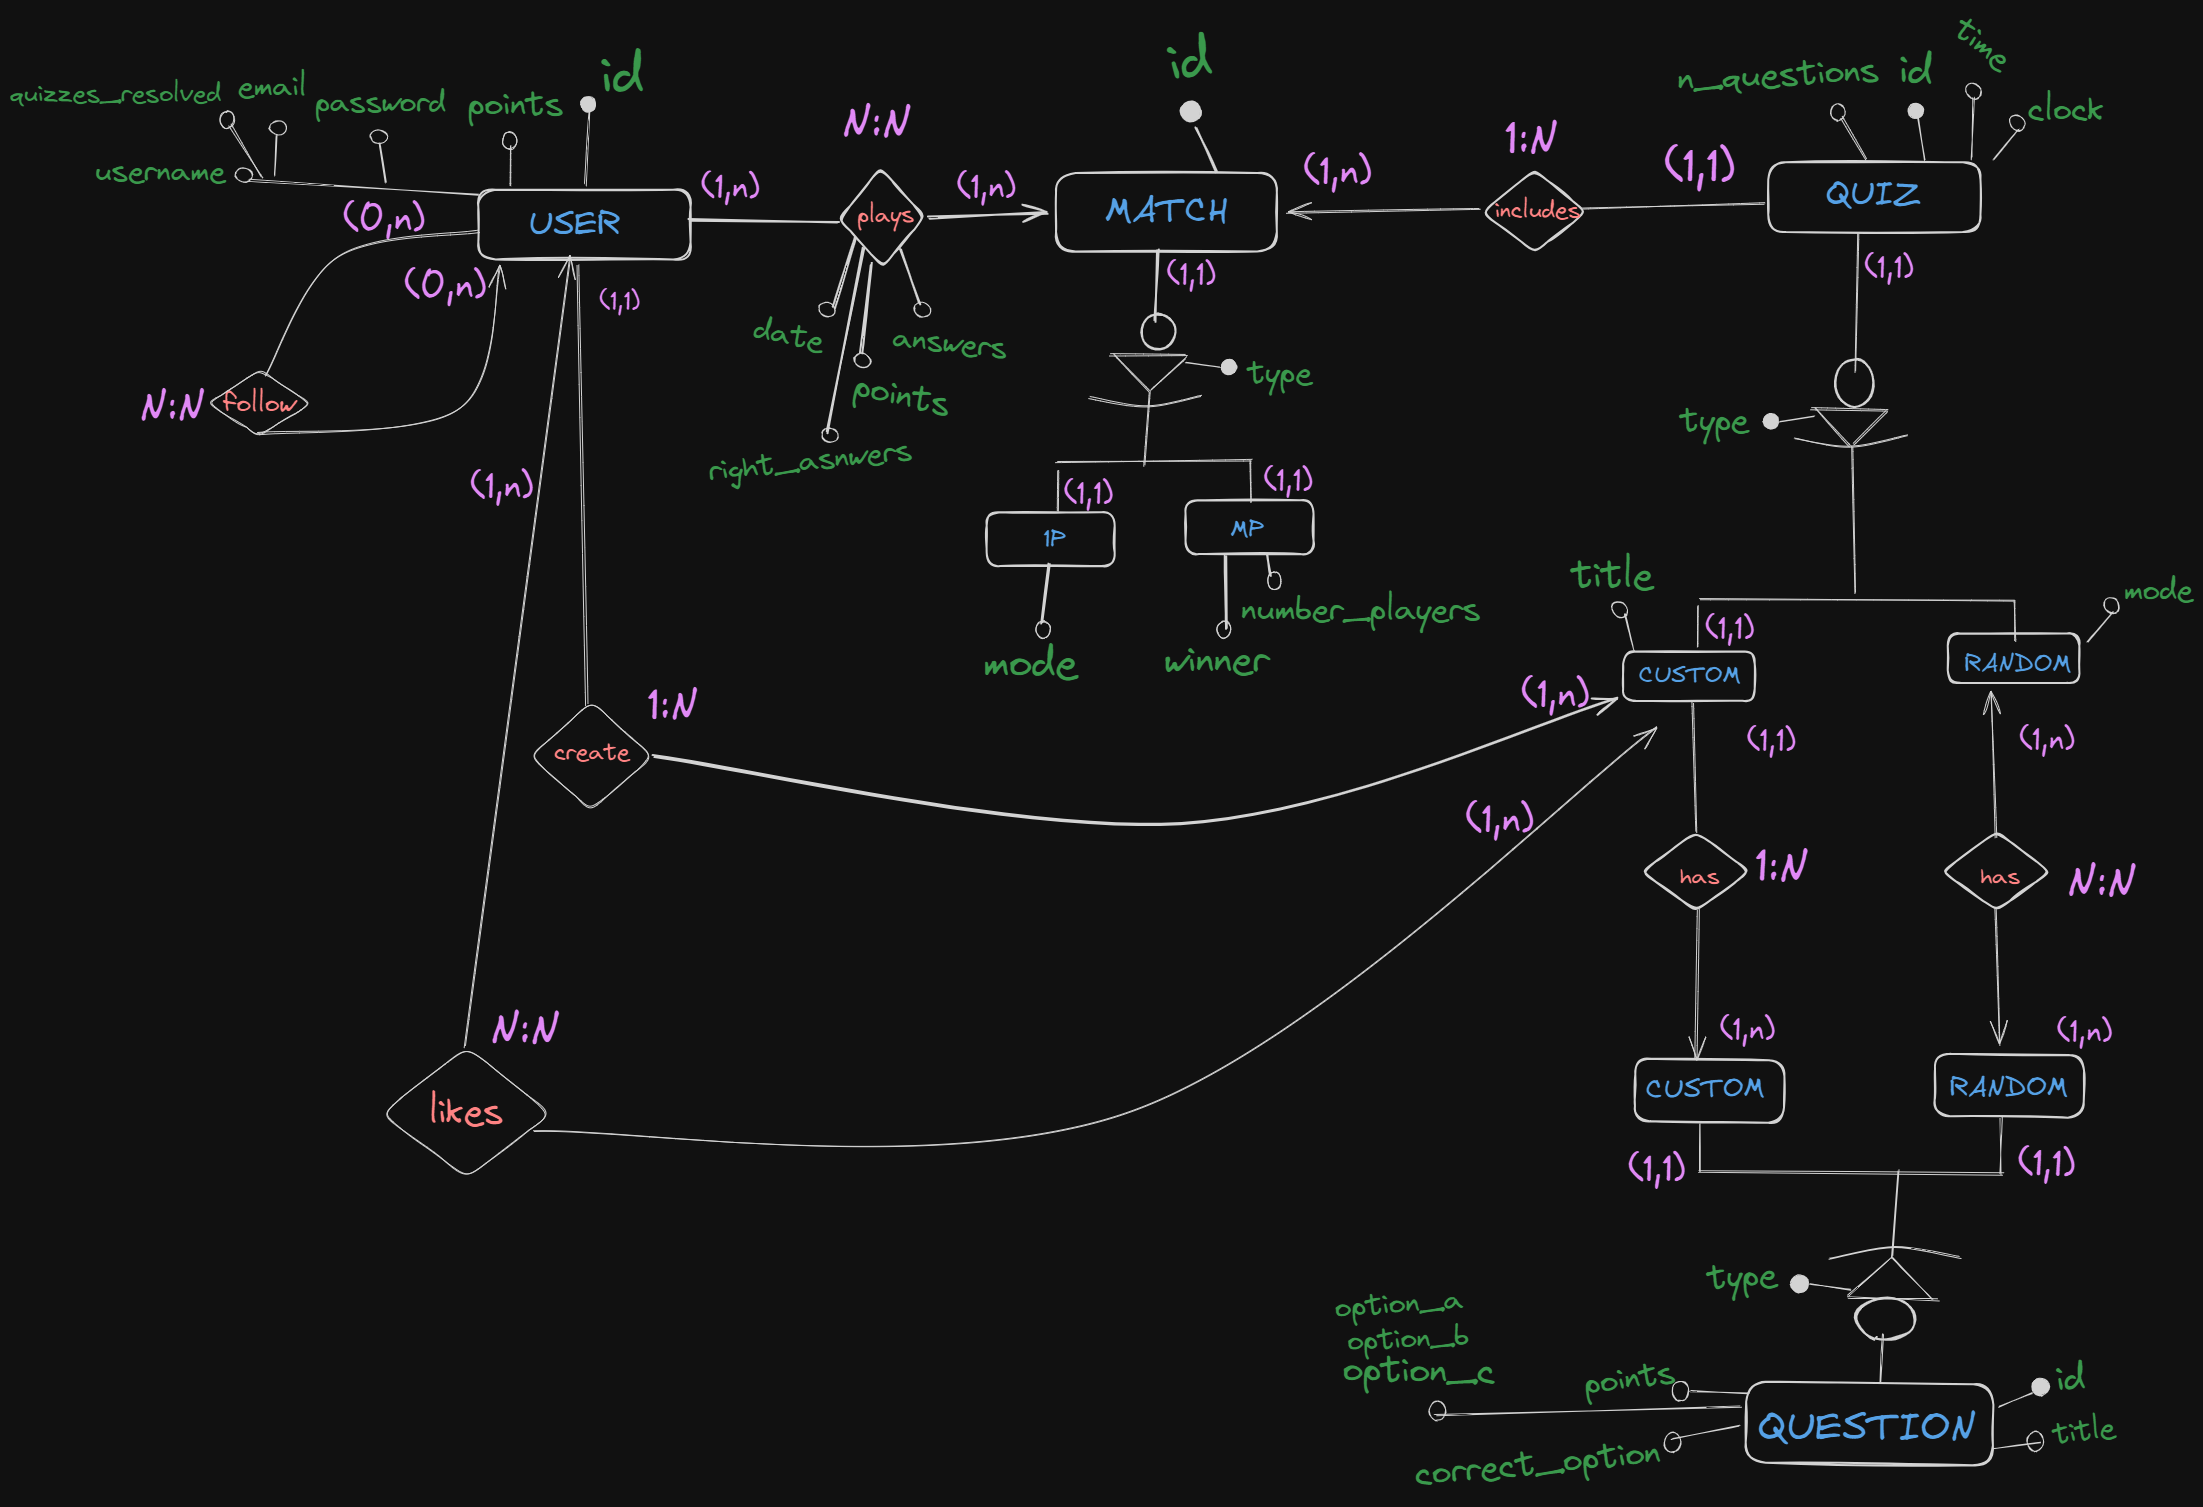 quizzes_resolved
email
password
points
id
username
USER
(0,n)
(0,n)
(1,1)
(1,n)
N:N
plays
(1,n)
id
MATCH
(1,n)
1:N
includes
(1,1)
n_questions
id
time
clock
QUIZ
(1,1)
(1,1)
date
answers
points
right_asnwers
type
N:N
follow
type
(1,n)
(1,1)
(1,1)
1P
MP
mode
number_players
winner
title
(1,1)
mode
CUSTOM
RANDOM
1:N
create
(1,n)
(1,1)
(1,n)
(1,n)
has
1:N
has
N:N
N:N
likes
(1,n)
(1,n)
CUSTOM
RANDOM
(1,1)
(1,1)
type
option_a
option_b
option_c
points
id
QUESTION
title
correct_option